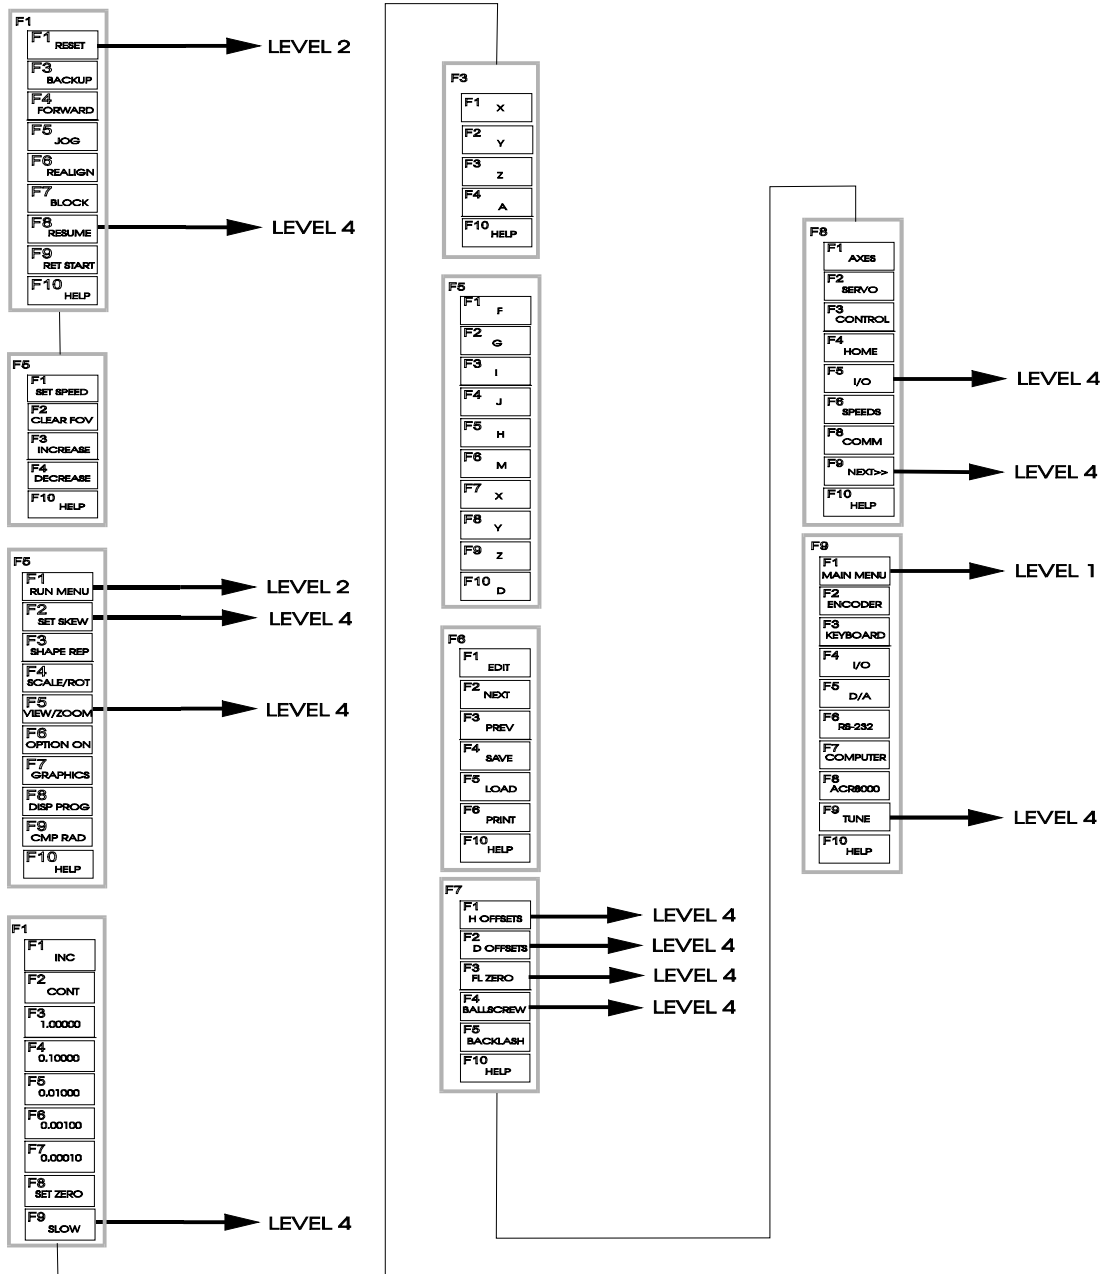 F1
F1 RESET
LEVEL 2
F3 BACKUP
F4 FORWARD
F5 JOG
F6 REALIGN
F7 BLOCK
F8 RESUME
LEVEL 4
F9 RET START
F10 HELP
F5
F1 SET SPEED
F2 CLEAR FOV
F3 INCREASE
F4 DECREASE
F10 HELP
F5
F1 RUN MENU
LEVEL 2
F2 SET SKEW
LEVEL 4
F3 SHAPE REP
F4 SCALE/ROT
F5 VIEW/ZOOM
LEVEL 4
F6 OPTION ON
F7 GRAPHICS
F8 DISP PROG
F9 CMP RAD
F10 HELP
F1
F1 INC
F2 CONT
F3 1.00000
F4 0.10000
F5 0.01000
F6 0.00100
F7 0.00010
F8 SET ZERO
F9 SLOW
LEVEL 4
F3
F1 X
F2 Y
F3 Z
F4 A
F10 HELP
F5
F1 F
F2 G
F3 I
F4 J
F5 H
F6 M
F7 X
F8 Y
F9 Z
F10 D
F6
F1 EDIT
F2 NEXT
F3 PREV
F4 SAVE
F5 LOAD
F6 PRINT
F10 HELP
F7
F1 H OFFSETS
LEVEL 4
F2 D OFFSETS
LEVEL 4
F3 FL ZERO
LEVEL 4
F4 BALLSCREW
LEVEL 4
F5 BACKLASH
F10 HELP
F8
F1 AXES
F2 SERVO
F3 CONTROL
F4 HOME
F5 I/O
LEVEL 4
F6 SPEEDS
F8 COMM
F9 NEXT>>
LEVEL 4
F10 HELP
F9
F1 MAIN MENU
LEVEL 1
F2 ENCODER
F3 KEYBOARD
F4 I/O
F5 D/A
F6 RS-232
F7 COMPUTER
F8 ACR8000
F9 TUNE
LEVEL 4
F10 HELP